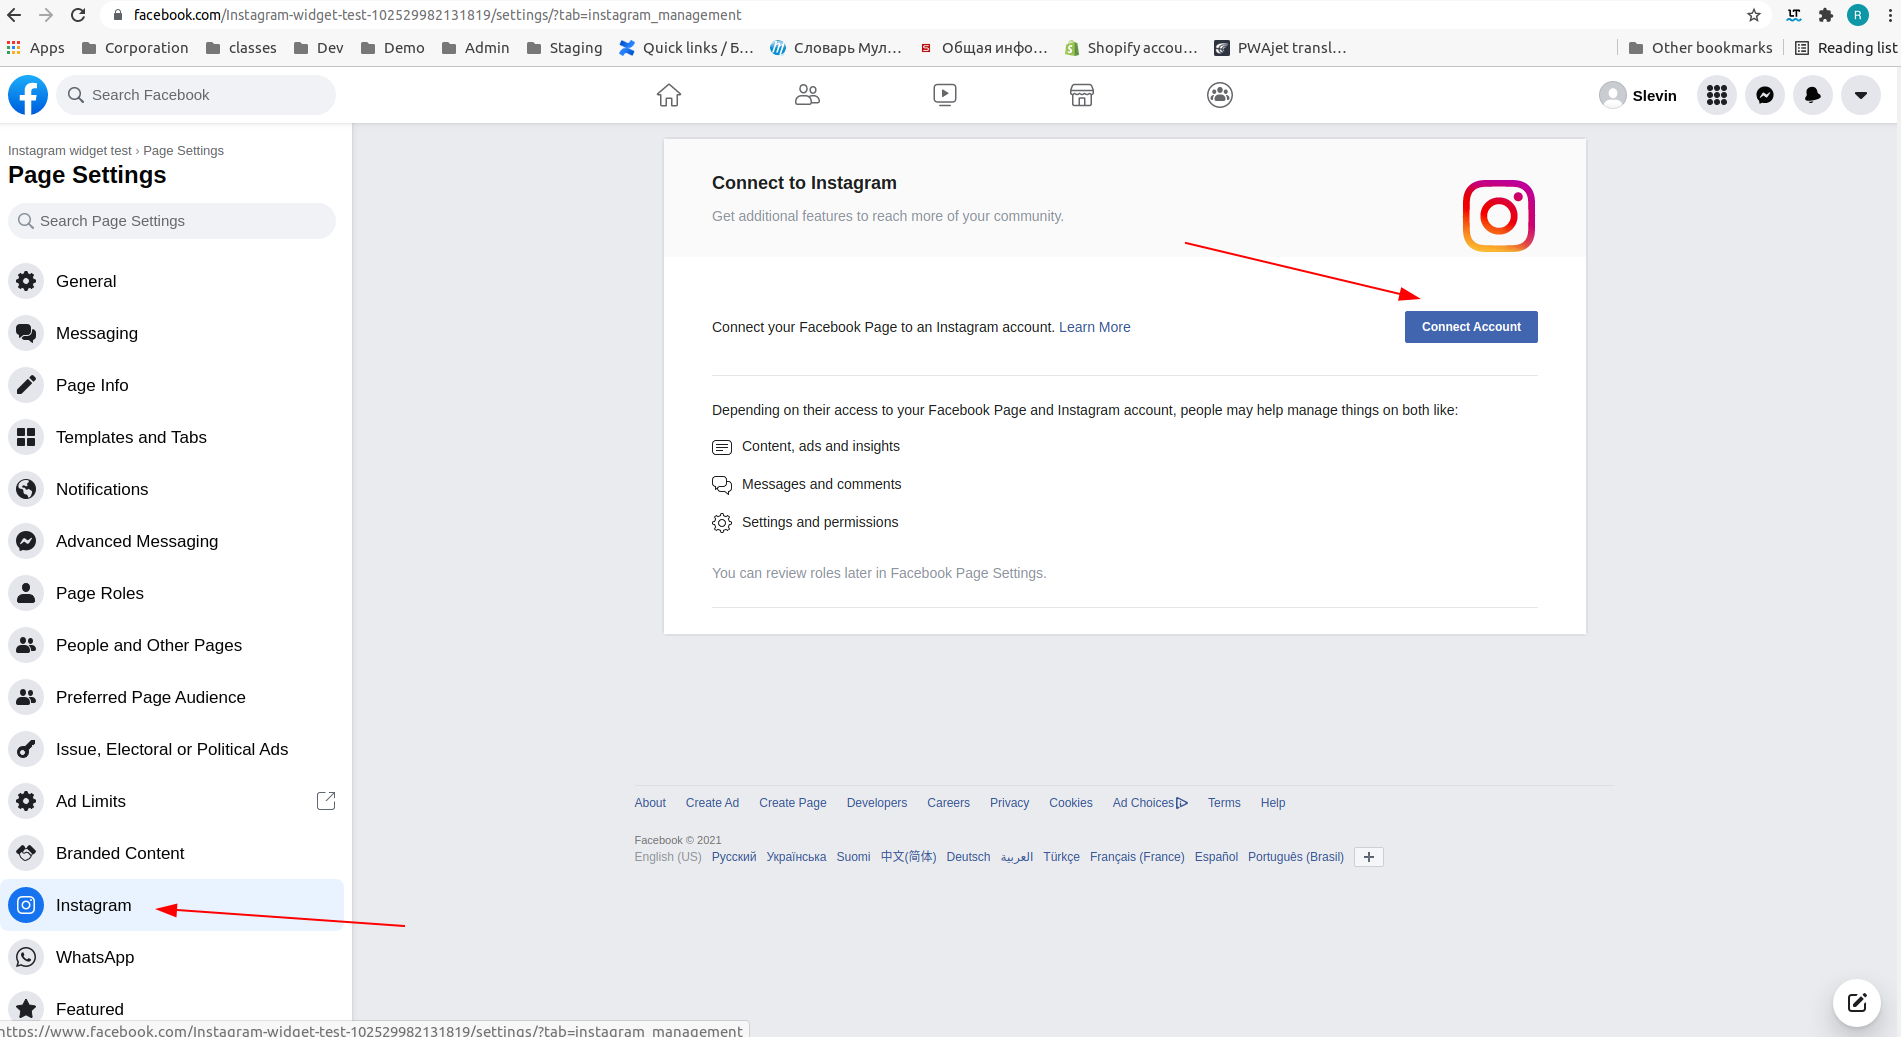 facebook.com/Instagram-widget-test-102529982131819/settings/?tab=instagram_management
LT
R
Apps Corporation classes Dev Demo Admin Staging Quick links / Б... Словарь Мул... Общая инфо... Shopify accou... PWAjet transl... Other bookmarks Reading list
Search Facebook
Slevin
Instagram widget test › Page Settings
Page Settings
Search Page Settings
General
Messaging
Page Info
Templates and Tabs
Notifications
Advanced Messaging
Page Roles
People and Other Pages
Preferred Page Audience
Issue, Electoral or Political Ads
Ad Limits
Branded Content
Instagram
WhatsApp
Featured
Connect to Instagram
Get additional features to reach more of your community.
Connect your Facebook Page to an Instagram account. Learn More
Connect Account
Depending on their access to your Facebook Page and Instagram account, people may help manage things on both like:
Content, ads and insights
Messages and comments
Settings and permissions
You can review roles later in Facebook Page Settings.
About Create Ad Create Page Developers Careers Privacy Cookies Ad Choices Terms Help
Facebook © 2021
English (US) Русский Українська Suomi 中文(简体) Deutsch العربية Türkçe Français (France) Español Português (Brasil)
https://www.facebook.com/Instagram-widget-test-102529982131819/settings/?tab=instagram_management